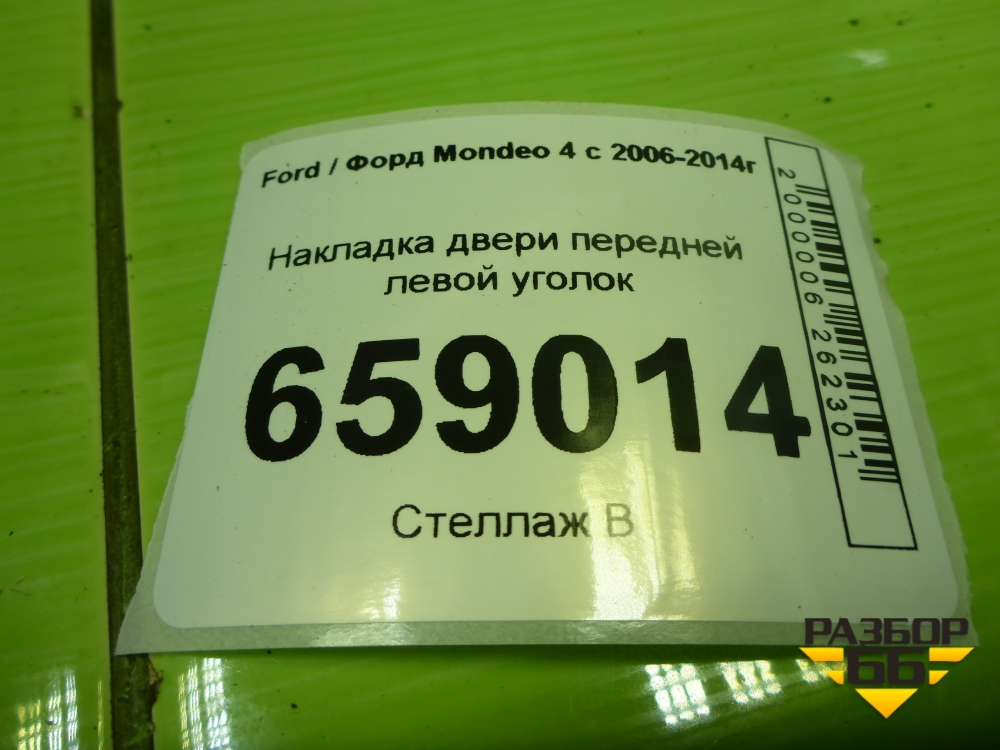 Ford / Форд Mondeo 4 с 2006-2014г
Накладка двери передней
левой уголок
659014
Стеллаж В
2000006262301
РАЗБОР
66